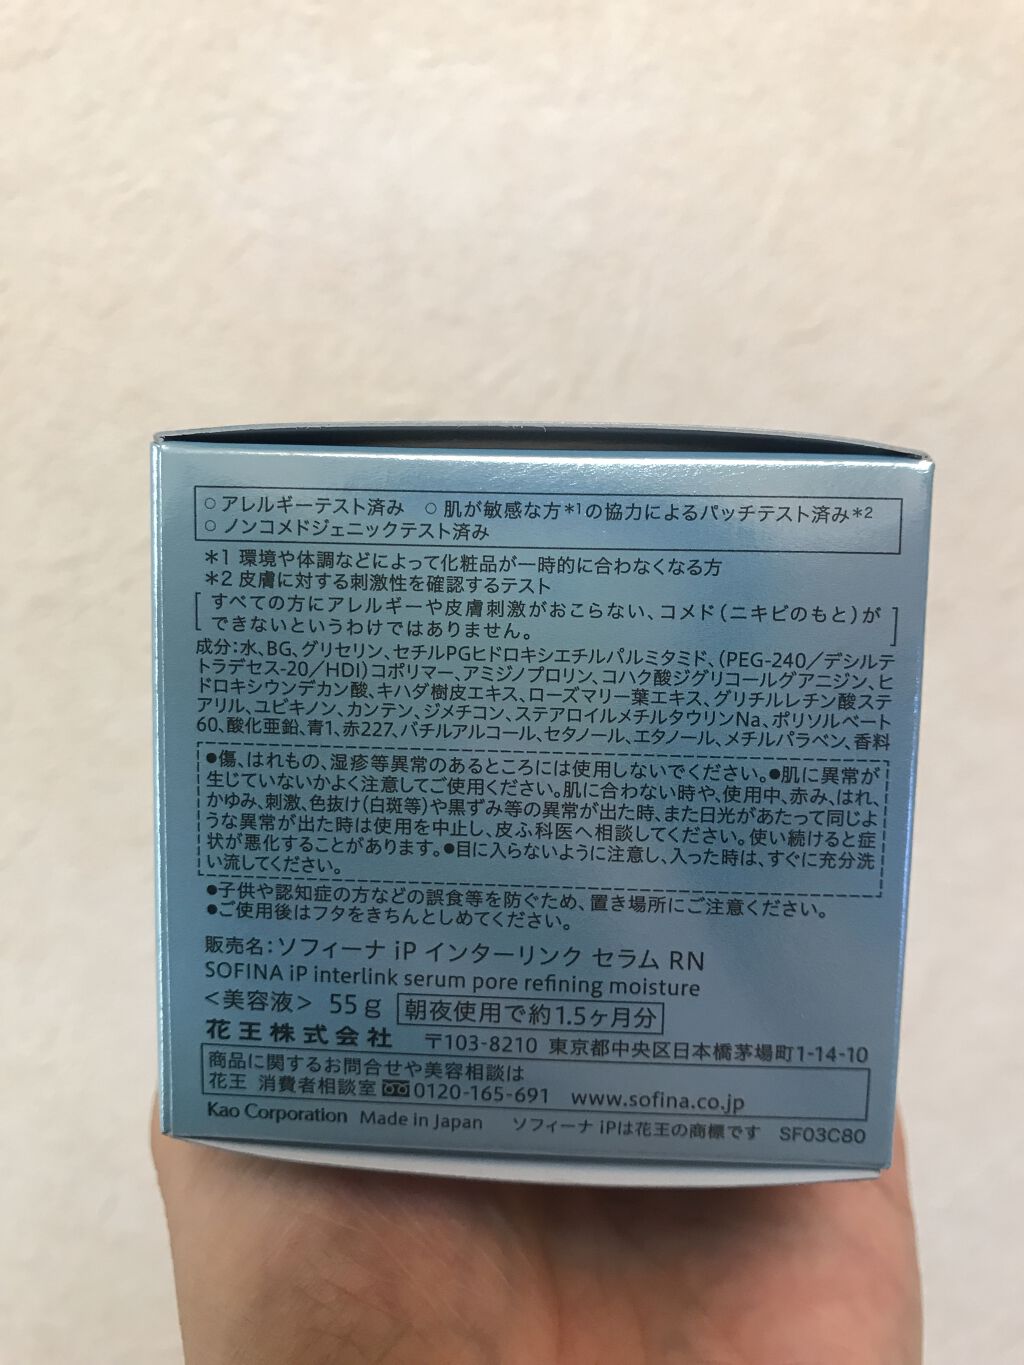 ○ アレルギーテスト済み ○ 肌が敏感な方*1の協力によるパッチテスト済み*2
○ ノンコメドジェニックテスト済み
*1 環境や体調などによって化粧品が一時的に合わなくなる方
*2 皮膚に対する刺激性を確認するテスト
[すべての方にアレルギーや皮膚刺激がおこらない、コメド(ニキビのもと)が
できないというわけではありません。]
成分:水、BG、グリセリン、セチルPGヒドロキシエチルパルミタミド、(PEG-240/デシルテ
トラデセス-20/HDI)コポリマー、アミジノプロリン、コハク酸ジグリコールグアニジン、ヒ
ドロキシウンデカン酸、キハダ樹皮エキス、ローズマリー葉エキス、グリチルレチン酸ステ
アリル、ユビキノン、カンテン、ジメチコン、ステアロイルメチルタウリンNa、ポリソルベート
60、酸化亜鉛、青1、赤227、バチルアルコール、セタノール、エタノール、メチルパラベン、香料
●傷、はれもの、湿疹等異常のあるところには使用しないでください。●肌に異常が
生じていないかよく注意してご使用ください。肌に合わない時や、使用中、赤み、はれ、
かゆみ、刺激、色抜け(白斑等)や黒ずみ等の異常が出た時、また日光があたって同じよ
うな異常が出た時は使用を中止し、皮ふ科医へ相談してください。使い続けると症
状が悪化することがあります。●目に入らないように注意し、入った時は、すぐに充分洗
い流してください。
●子供や認知症の方などの誤食等を防ぐため、置き場所にご注意ください。
●ご使用後はフタをきちんとしめてください。
販売名:ソフィーナ iP インターリンク セラム RN
SOFINA iP interlink serum pore refining moisture
<美容液> 55g 朝夜使用で約1.5ヶ月分
花王株式会社 〒103-8210 東京都中央区日本橋茅場町1-14-10
商品に関するお問合せや美容相談は
花王 消費者相談室 0120-165-691 www.sofina.co.jp
Kao Corporation Made in Japan ソフィーナ iPは花王の商標です SF03C80